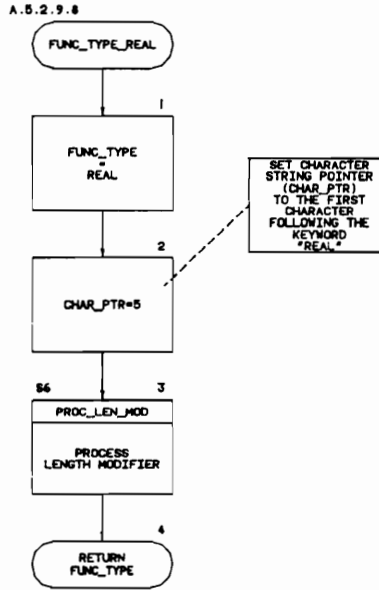 A.5.2.9.8
FUNC_TYPE_REAL
1
FUNC_TYPE
=
REAL
SET CHARACTER
STRING POINTER
(CHAR_PTR)
TO THE FIRST
CHARACTER
FOLLOWING THE
KEYWORD
"REAL"
2
CHAR_PTR=5
S6 3
PROC_LEN_MOD
PROCESS
LENGTH MODIFIER
4
RETURN
FUNC_TYPE